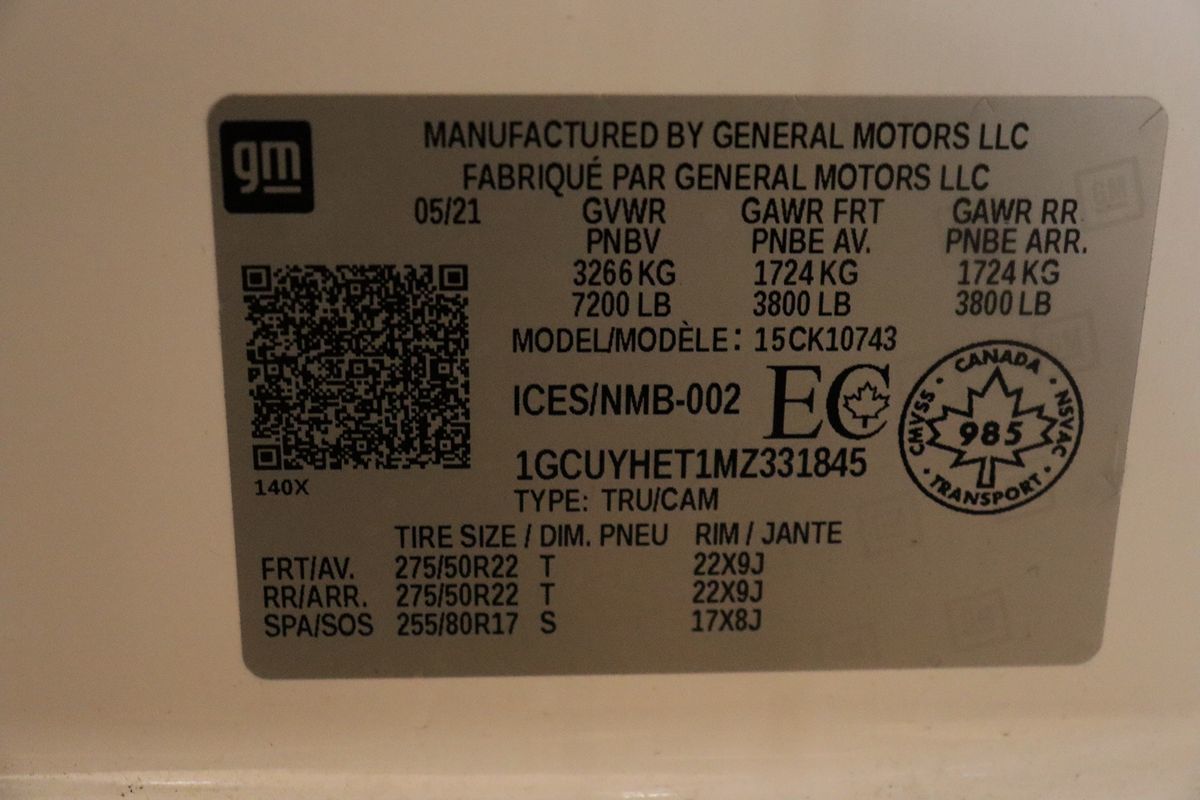 gm
MANUFACTURED BY GENERAL MOTORS LLC
FABRIQUÉ PAR GENERAL MOTORS LLC
05/21 GVWR GAWR FRT GAWR RR
PNBV PNBE AV. PNBE ARR.
3266 KG 1724 KG 1724 KG
7200 LB 3800 LB 3800 LB
MODEL/MODÈLE: 15CK10743
ICES/NMB-002 EC
CANADA
CMVSS 985 NSVAC
TRANSPORT
1GCUYHET1MZ331845
140X
TYPE: TRU/CAM
TIRE SIZE / DIM. PNEU RIM / JANTE
FRT/AV. 275/50R22 T 22X9J
RR/ARR. 275/50R22 T 22X9J
SPA/SOS 255/80R17 S 17X8J
GM